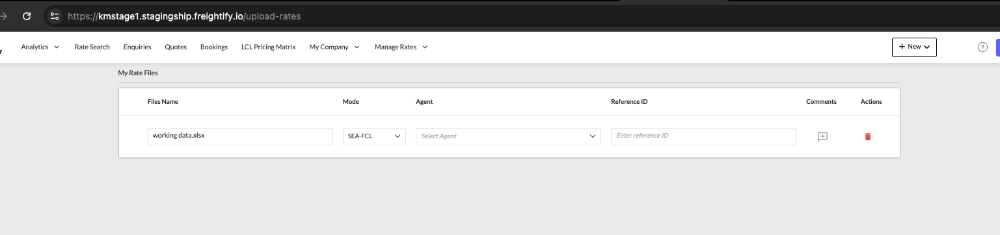 https://kmstage1.stagingship.freightify.io/upload-rates
Analytics Rate Search Enquiries Quotes Bookings LCL Pricing Matrix My Company Manage Rates + New ?
My Rate Files
Files Name Mode Agent Reference ID Comments Actions
working data.xlsx SEA-FCL Select Agent Enter reference ID